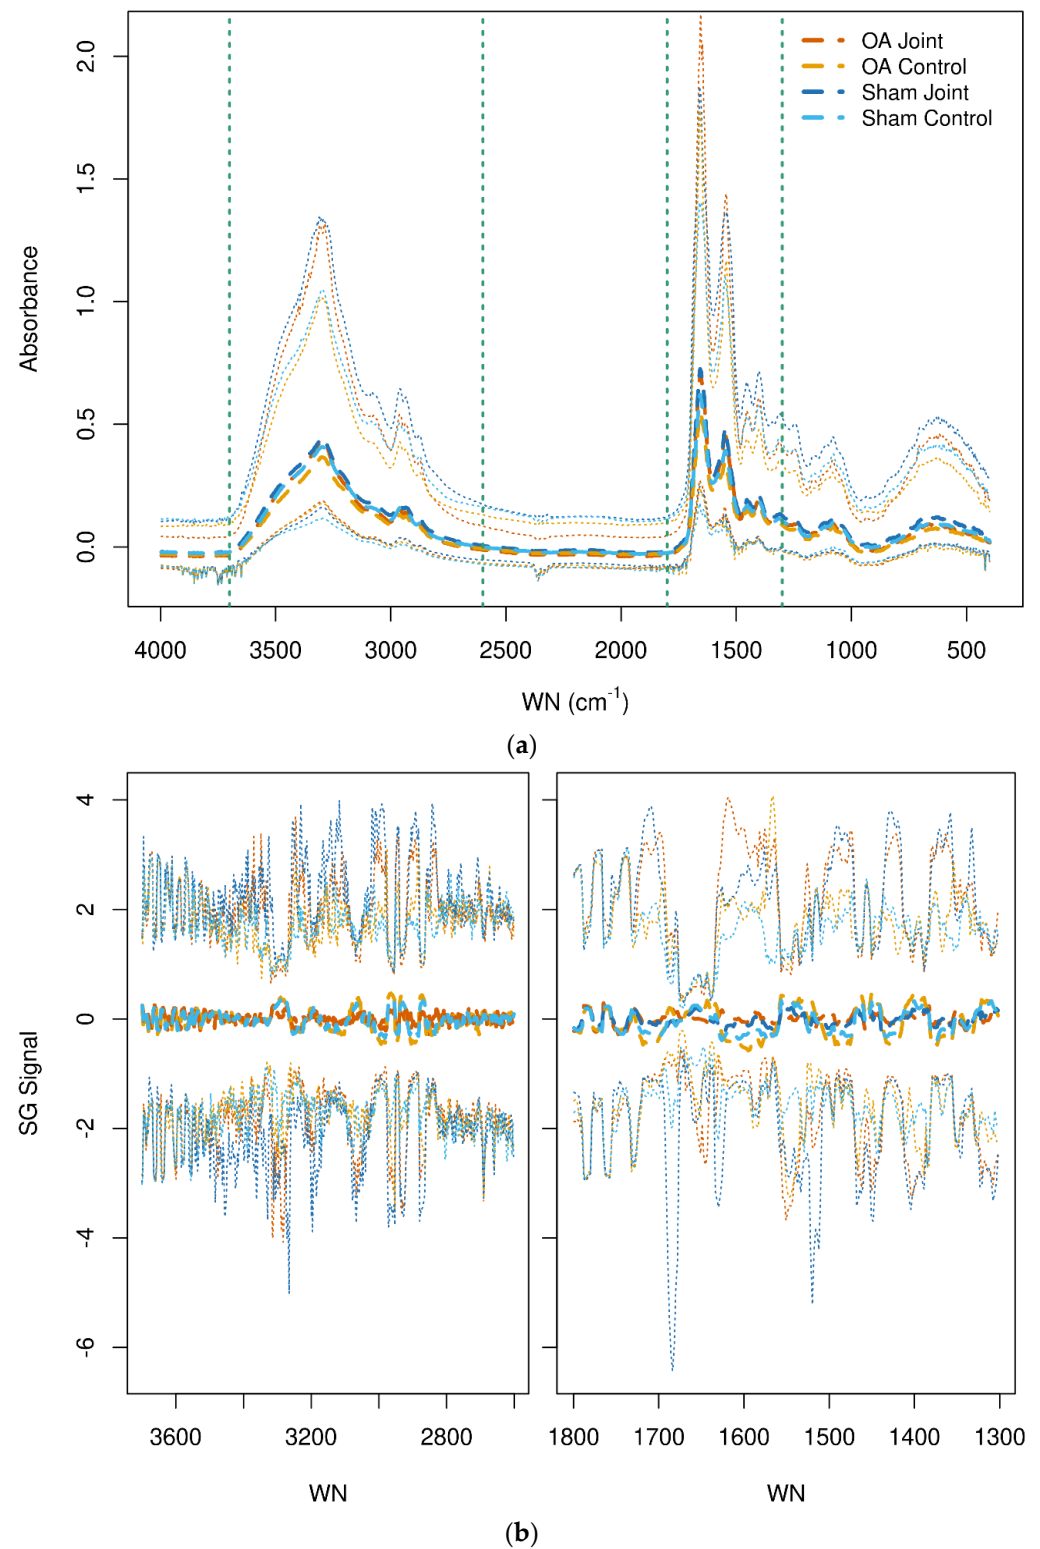 OA Joint
OA Control
Sham Joint
Sham Control
Absorbance
2.0
1.5
1.0
0.5
0.0
4000 3500 3000 2500 2000 1500 1000 500
WN (cm-1)
(a)
SG Signal
4
2
0
-2
-4
-6
3600 3200 2800
1800 1700 1600 1500 1400 1300
WN WN
(b)